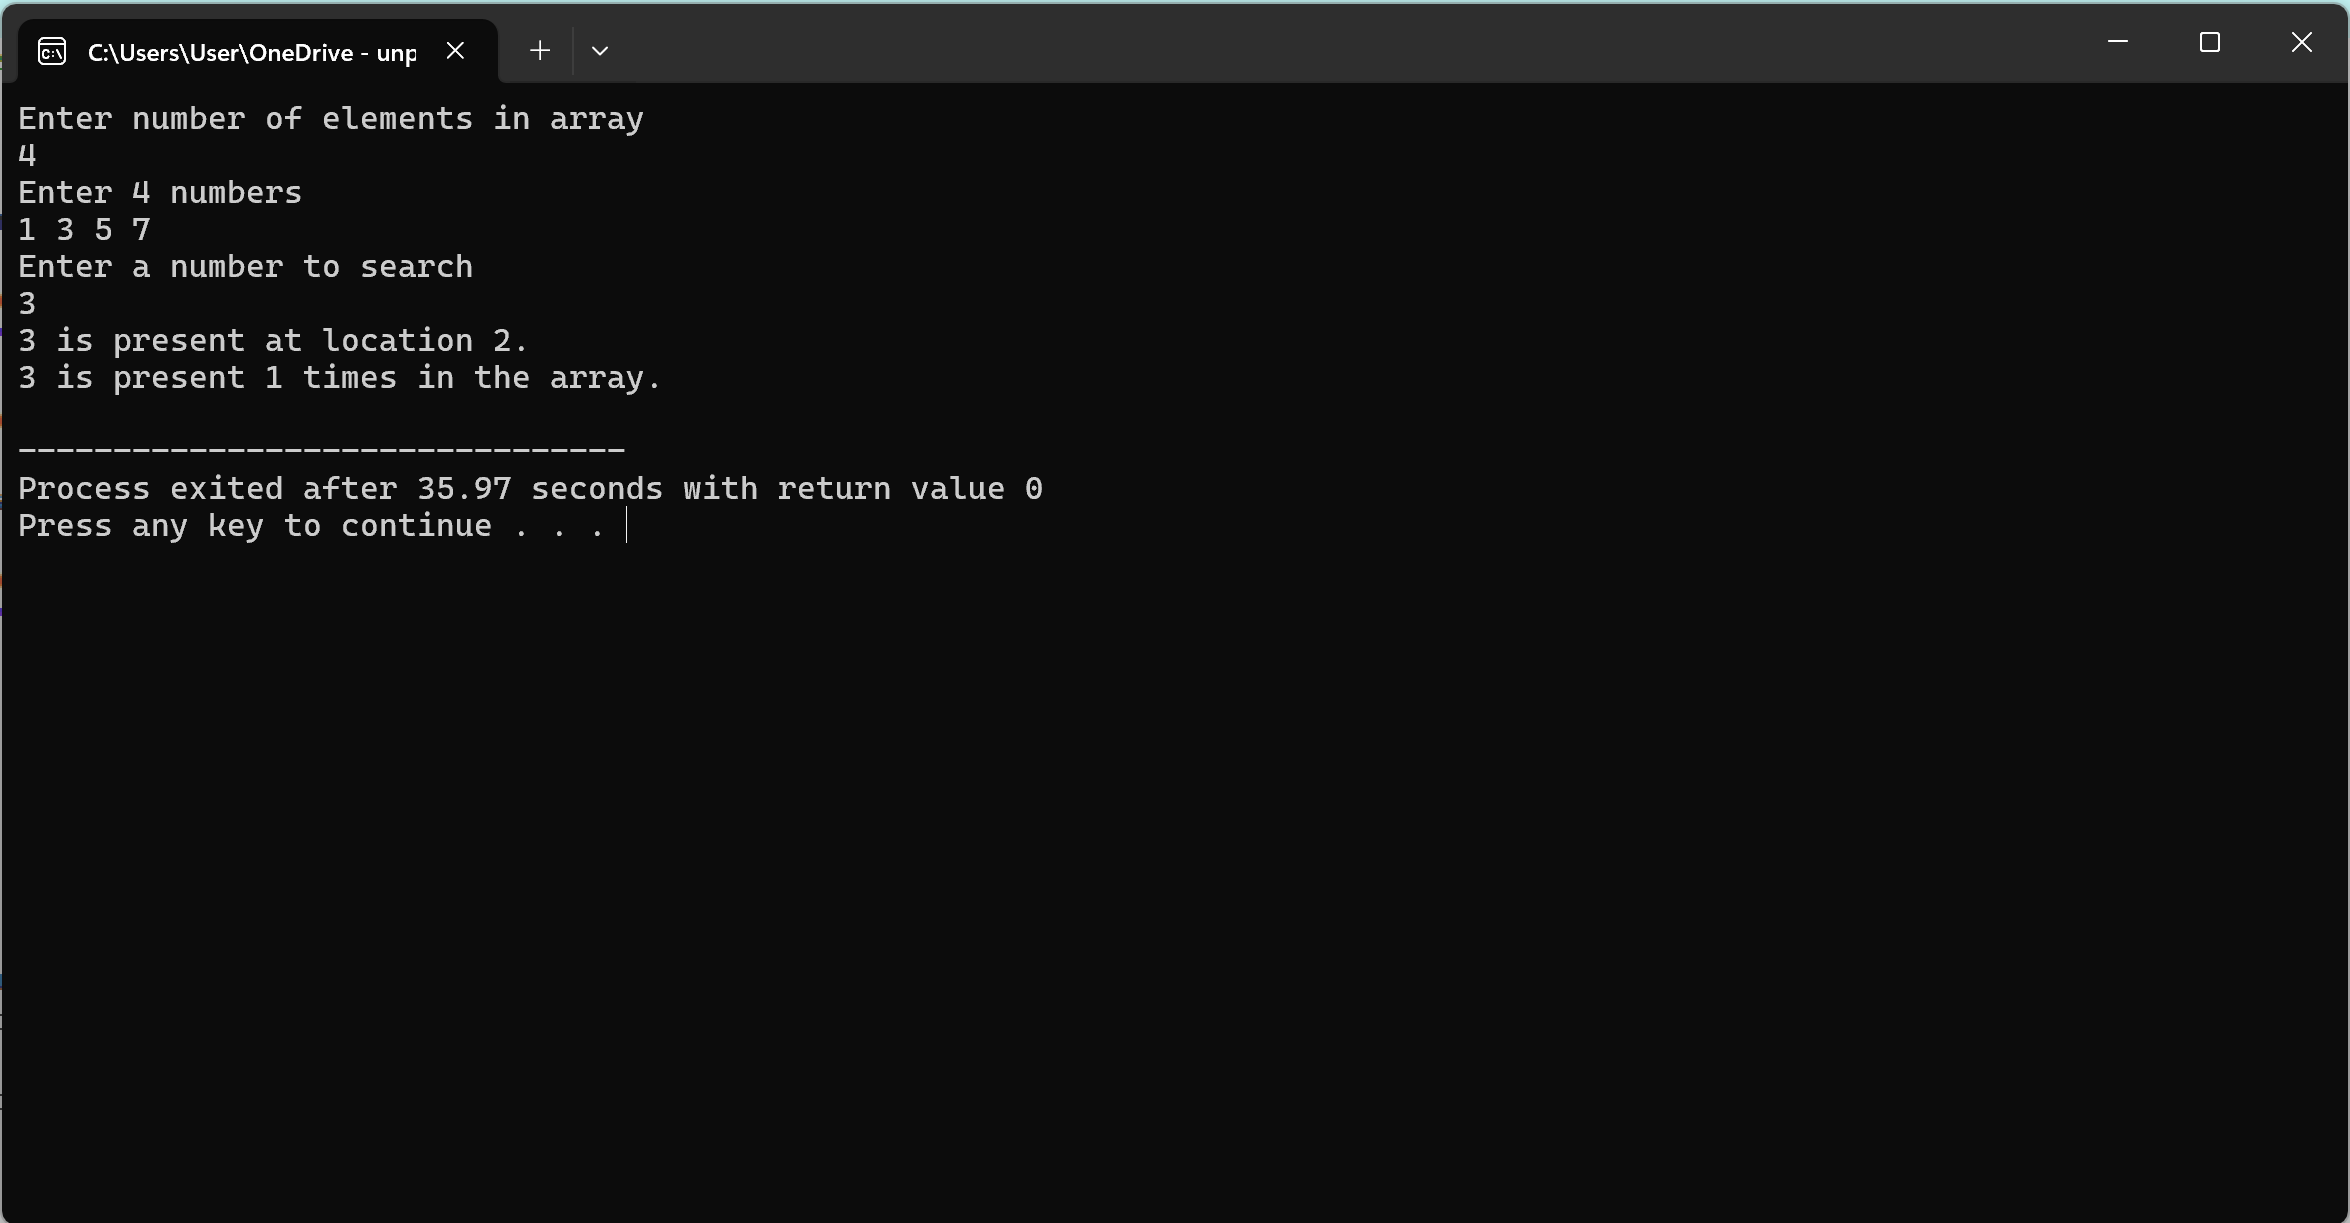 C:\Users\User\OneDrive - unp
Enter number of elements in array
4
Enter 4 numbers
1 3 5 7
Enter a number to search
3
3 is present at location 2.
3 is present 1 times in the array.
--------------------------------
Process exited after 35.97 seconds with return value 0
Press any key to continue . . .